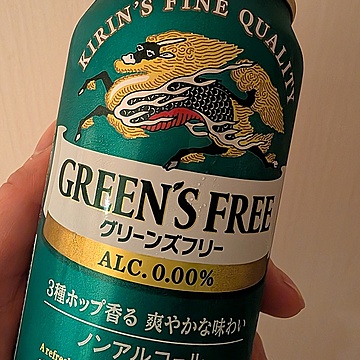 KIRIN'S FINE QUALITY
GREEN'S FREE
グリーンズフリー
ALC. 0.00%
3種ホップ香る 爽やかな味わい
ノンアルコール
A refre